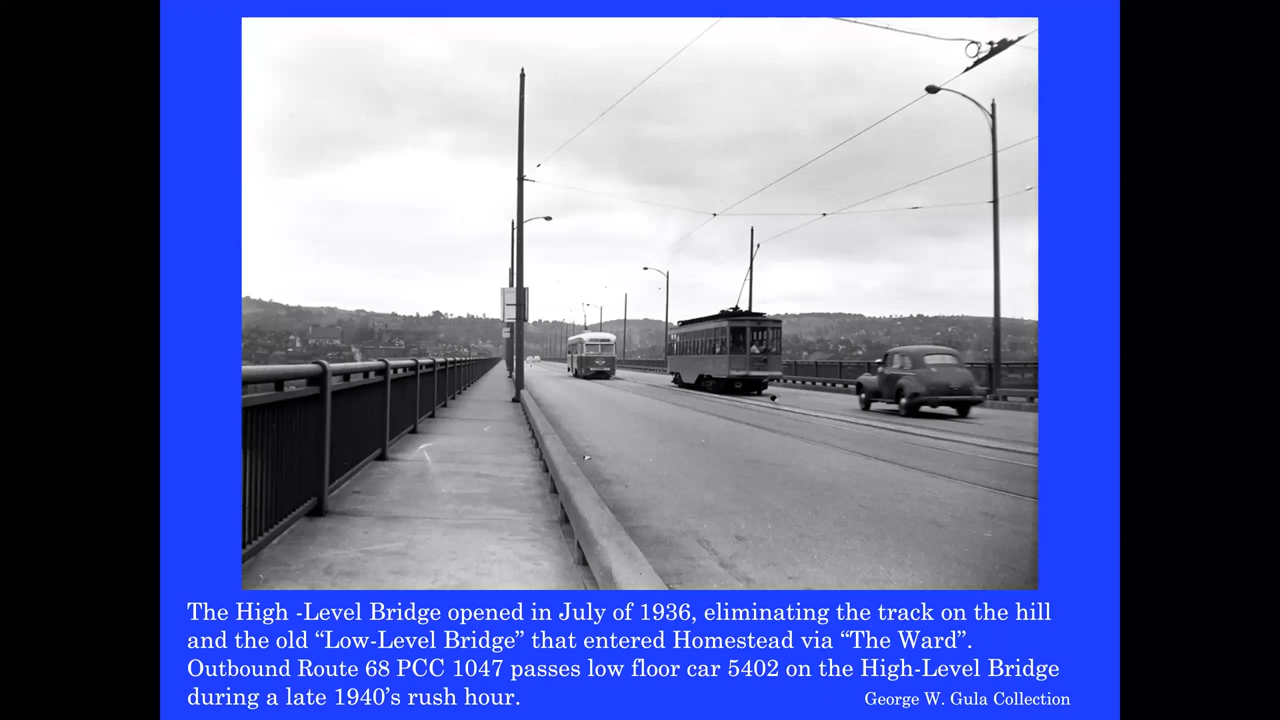 The High -Level Bridge opened in July of 1936, eliminating the track on the hill
and the old “Low-Level Bridge” that entered Homestead via “The Ward”.
Outbound Route 68 PCC 1047 passes low floor car 5402 on the High-Level Bridge
during a late 1940’s rush hour.
George W. Gula Collection